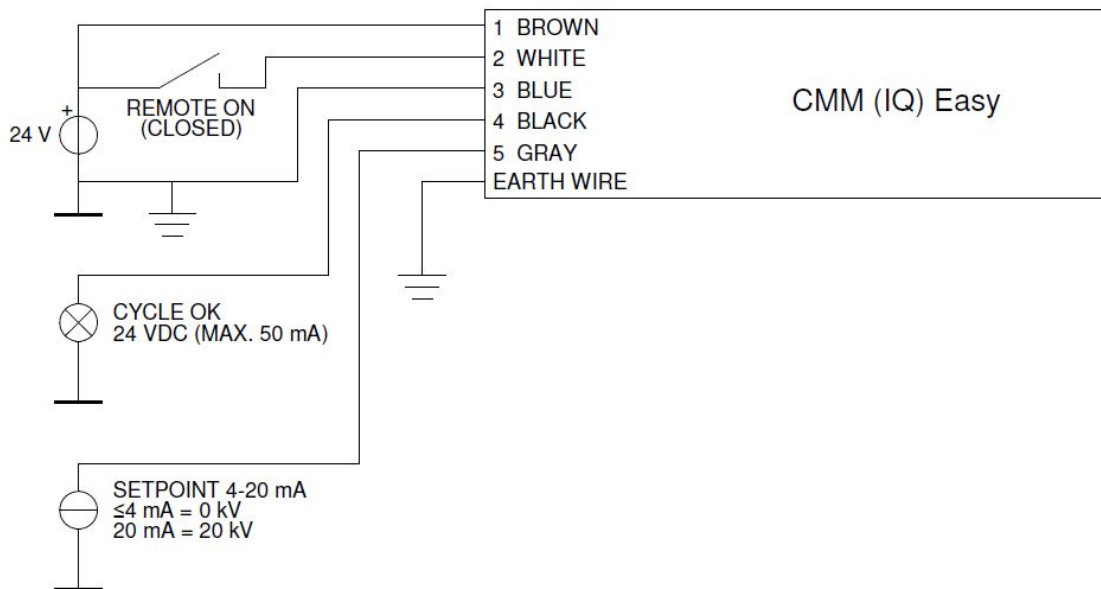 1 BROWN
2 WHITE
3 BLUE
4 BLACK
5 GRAY
EARTH WIRE
CMM (IQ) Easy
REMOTE ON
(CLOSED)
+
24 V
CYCLE OK
24 VDC (MAX. 50 mA)
SETPOINT 4-20 mA
≤4 mA = 0 kV
20 mA = 20 kV